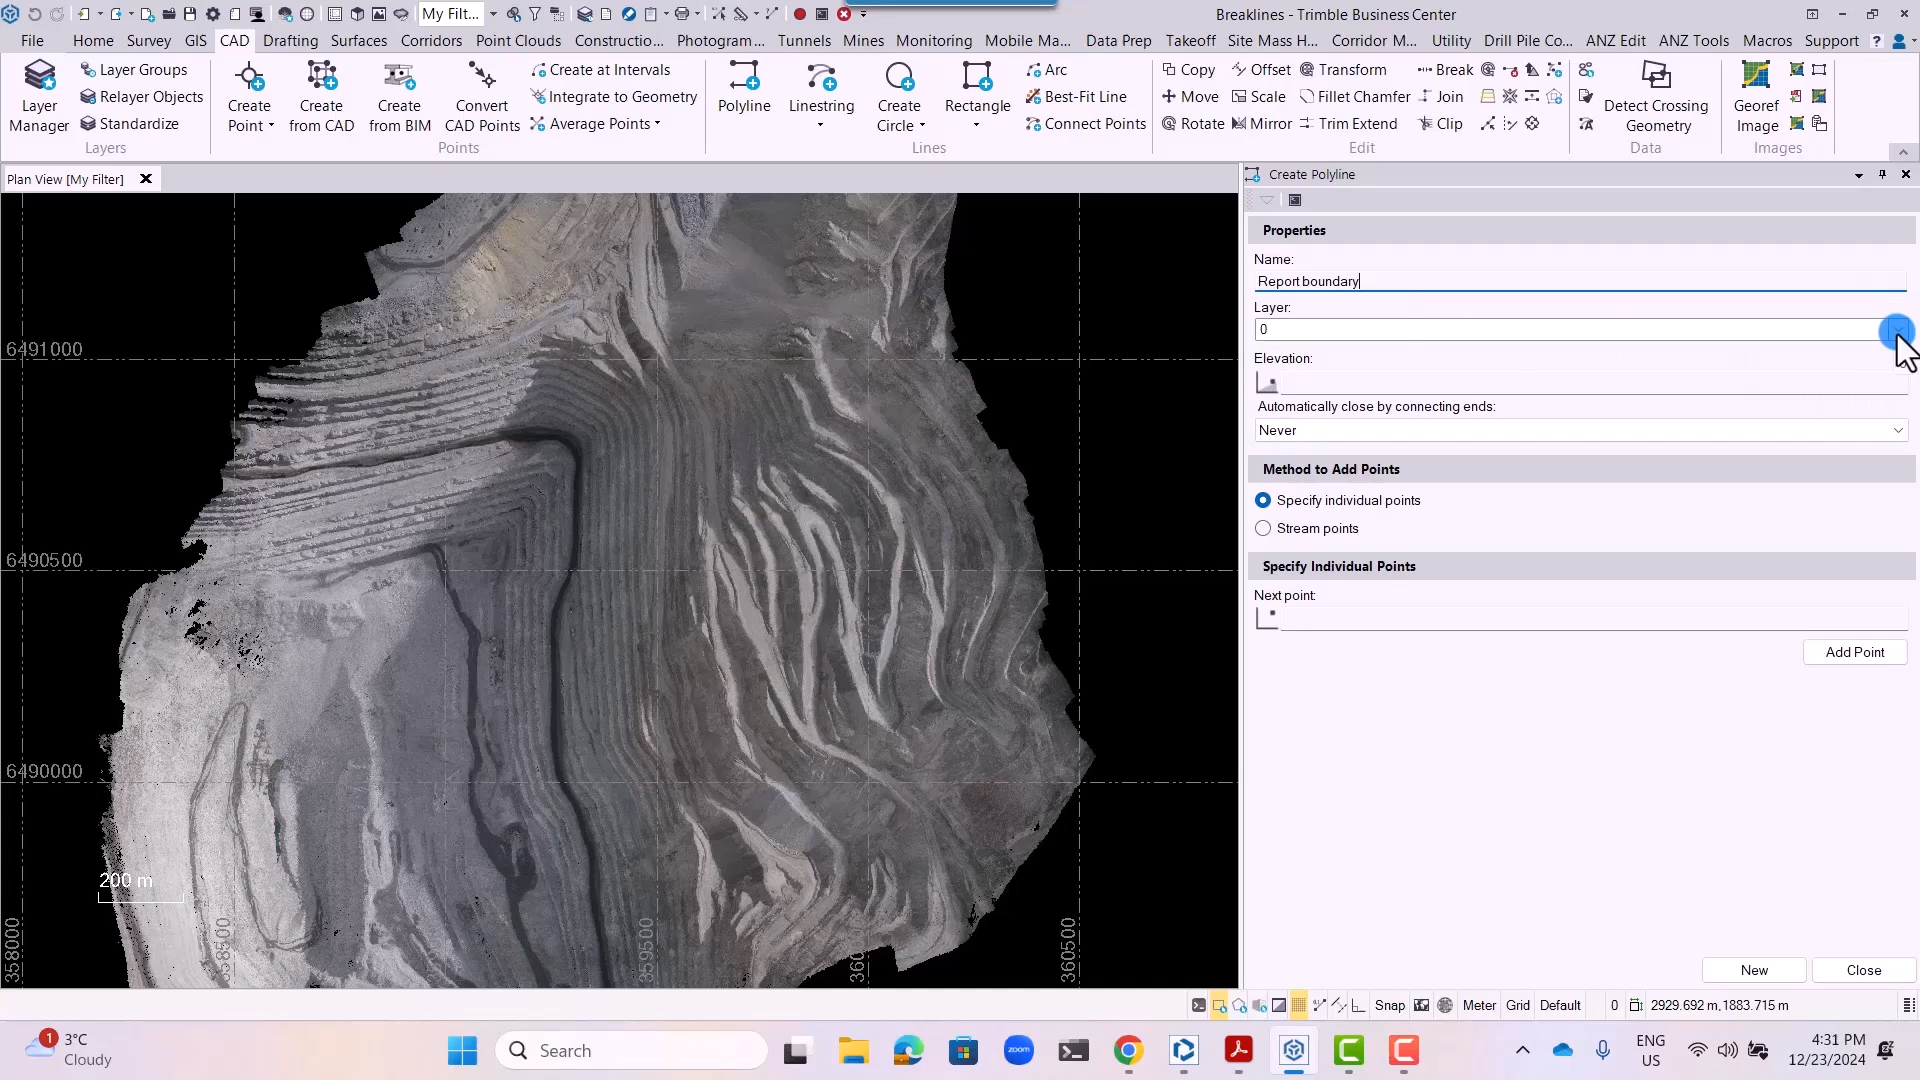 My Filt...
Breaklines - Trimble Business Center
File Home Survey GIS CAD Drafting Surfaces Corridors Point Clouds Constructio... Photogram... Tunnels Mines Monitoring Mobile Ma... Data Prep Takeoff Site Mass H... Corridor M... Utility Drill Pile Co... ANZ Edit ANZ Tools Macros Support ?
Layer Manager
Layer Groups
Relayer Objects
Standardize
Layers
Create Point
Create from CAD
Create from BIM
Convert CAD Points
Create at Intervals
Integrate to Geometry
Average Points
Points
Polyline
Linestring
Create Circle
Rectangle
Arc
Best-Fit Line
Connect Points
Lines
Copy Offset Transform Break
Move Scale Fillet Chamfer Join
Rotate Mirror Trim Extend Clip
Edit
Detect Crossing Geometry
Data
Georef Image
Images
Plan View [My Filter]
6491000
6490500
6490000
200 m
358000
359500
360500
Create Polyline
Properties
Name:
Report boundary
Layer:
0
Elevation:
Automatically close by connecting ends:
Never
Method to Add Points
Specify individual points
Stream points
Specify Individual Points
Next point:
Add Point
New Close
Snap Meter Grid Default 0 2929.692 m,1883.715 m
1
3°C
Cloudy
Search
zoom
ENG
US
4:31 PM
12/23/2024